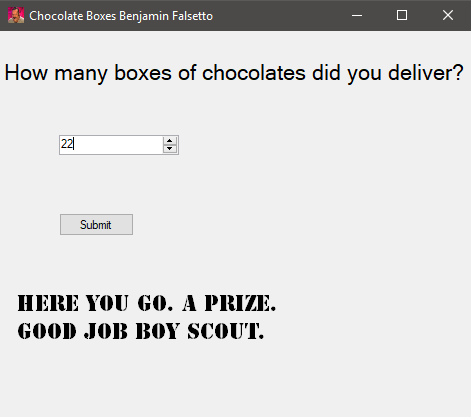 Chocolate Boxes Benjamin Falsetto
How many boxes of chocolates did you deliver?
22
Submit
HERE YOU GO. A PRIZE.
GOOD JOB BOY SCOUT.